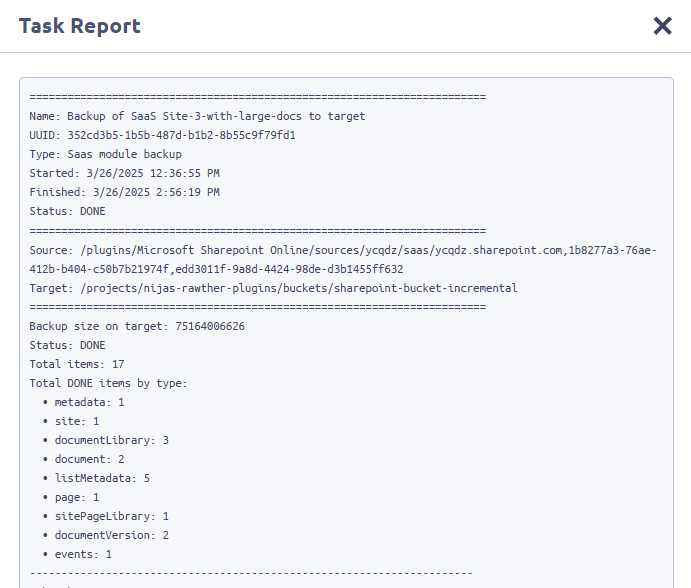 Task Report
========================================================================
Name: Backup of SaaS Site-3-with-large-docs to target
UUID: 352cd3b5-1b5b-487d-b1b2-8b55c9f79fd1
Type: Saas module backup
Started: 3/26/2025 12:36:55 PM
Finished: 3/26/2025 2:56:19 PM
Status: DONE
========================================================================
Source: /plugins/Microsoft Sharepoint Online/sources/ycqdz/saas/ycqdz.sharepoint.com,1b8277a3-76ae-
412b-b404-c50b7b21974f,edd3011f-9a8d-4424-98de-d3b1455ff632
Target: /projects/nijas-rawther-plugins/buckets/sharepoint-bucket-incremental
========================================================================
Backup size on target: 75164006626
Status: DONE
Total items: 17
Total DONE items by type:
• metadata: 1
• site: 1
• documentLibrary: 3
• document: 2
• listMetadata: 5
• page: 1
• sitePageLibrary: 1
• documentVersion: 2
• events: 1
----------------------------------------------------------------------